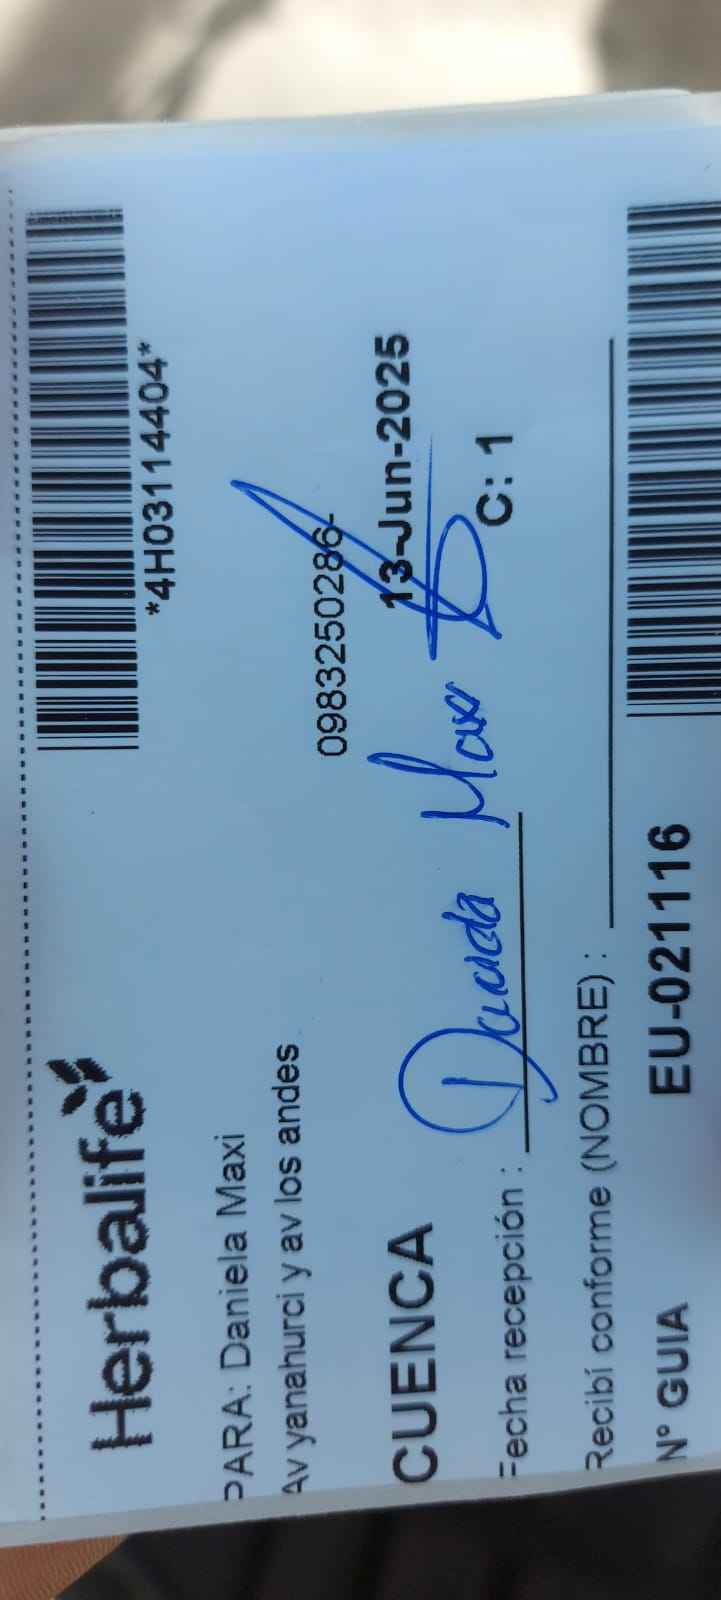 Herbalife
*4H03114404*
PARA: Daniela Maxi
Av yanahurci y av los andes
0983250286-
CUENCA
13-Jun-2025
Daniela Maxi
Fecha recepción :
C: 1
Recibí conforme (NOMBRE) :
Nº GUIA
EU-021116